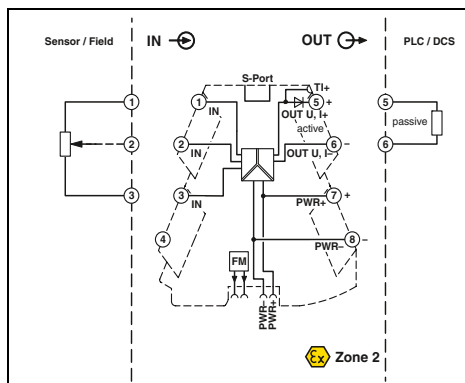 Sensor / Field
IN
OUT
PLC / DCS
S-Port
TI+
1
1
5
+
5
IN
OUT U, I+
active
passive
2
2
6
–
6
IN
OUT U, I–
3
3
7
+
IN
PWR+
4
8
–
PWR–
FM
PWR–
PWR+
Ex
Zone 2